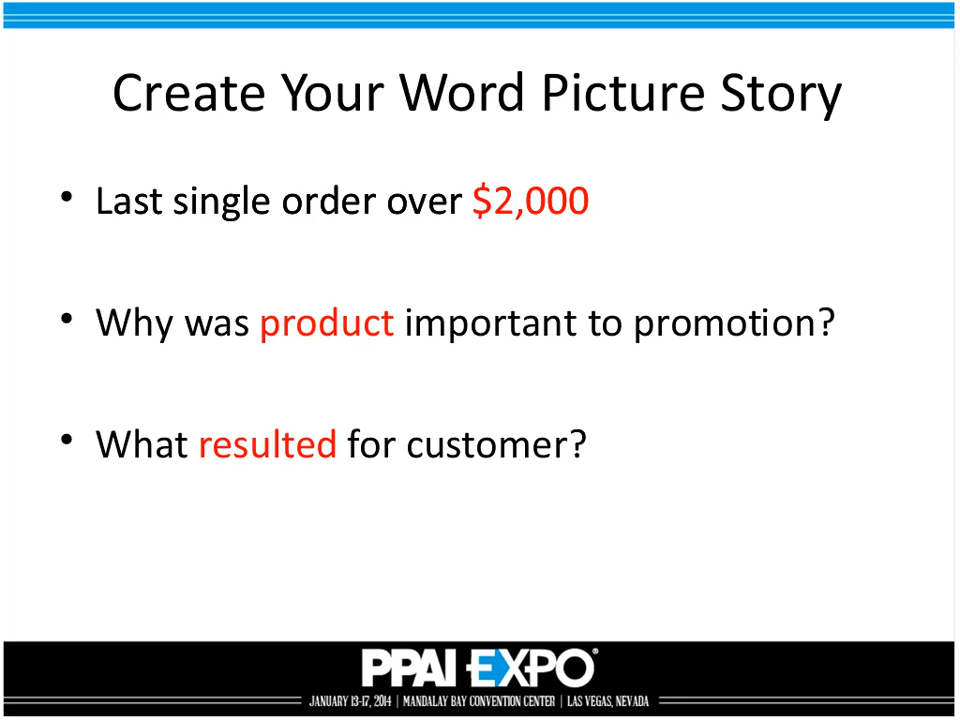 Create Your Word Picture Story
• Last single order over $2,000
• Why was product important to promotion?
• What resulted for customer?
PPAI EXPO®
JANUARY 13-17, 2014 | MANDALAY BAY CONVENTION CENTER | LAS VEGAS, NEVADA